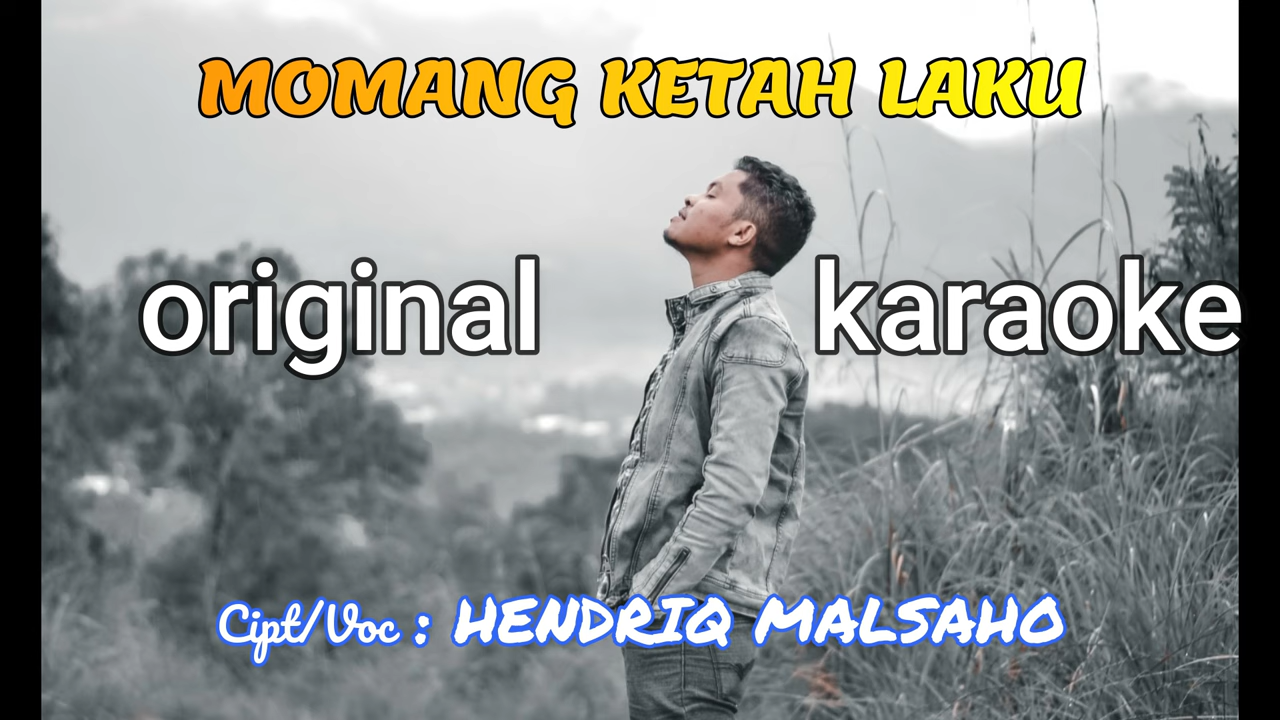 MOMANG KETAH LAKU
original karaoke
Cipt/Voc : HENDRIQ MALSAHO